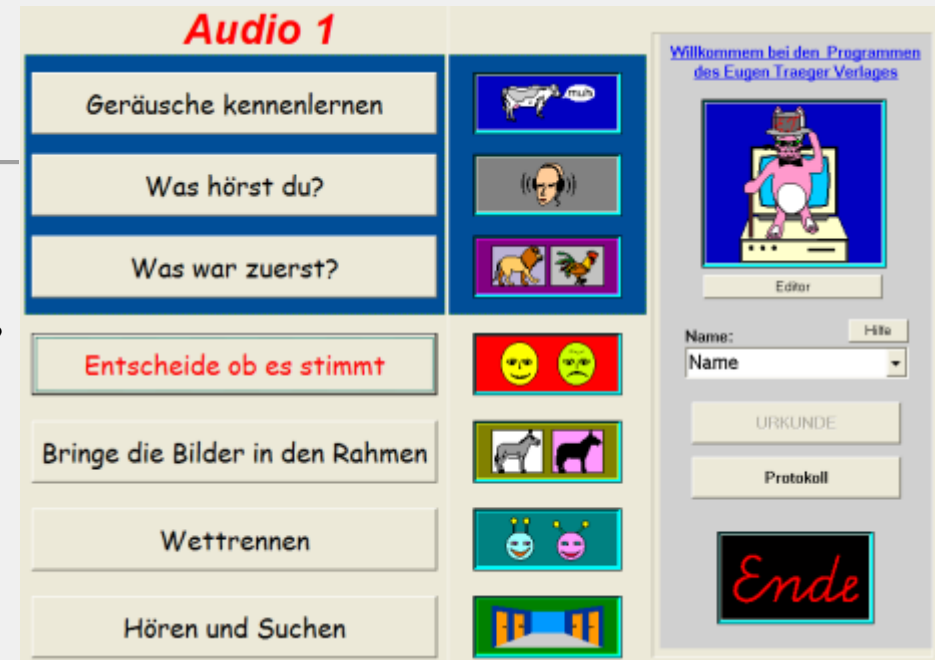 Audio 1
Geräusche kennenlernen
muh
Was hörst du?
Was war zuerst?
Entscheide ob es stimmt
Bringe die Bilder in den Rahmen
Wettrennen
Hören und Suchen
Willkommem bei den Programmen
des Eugen Traeger Verlages
Editor
Name:
Hilfe
Name
URKUNDE
Protokoll
Ende